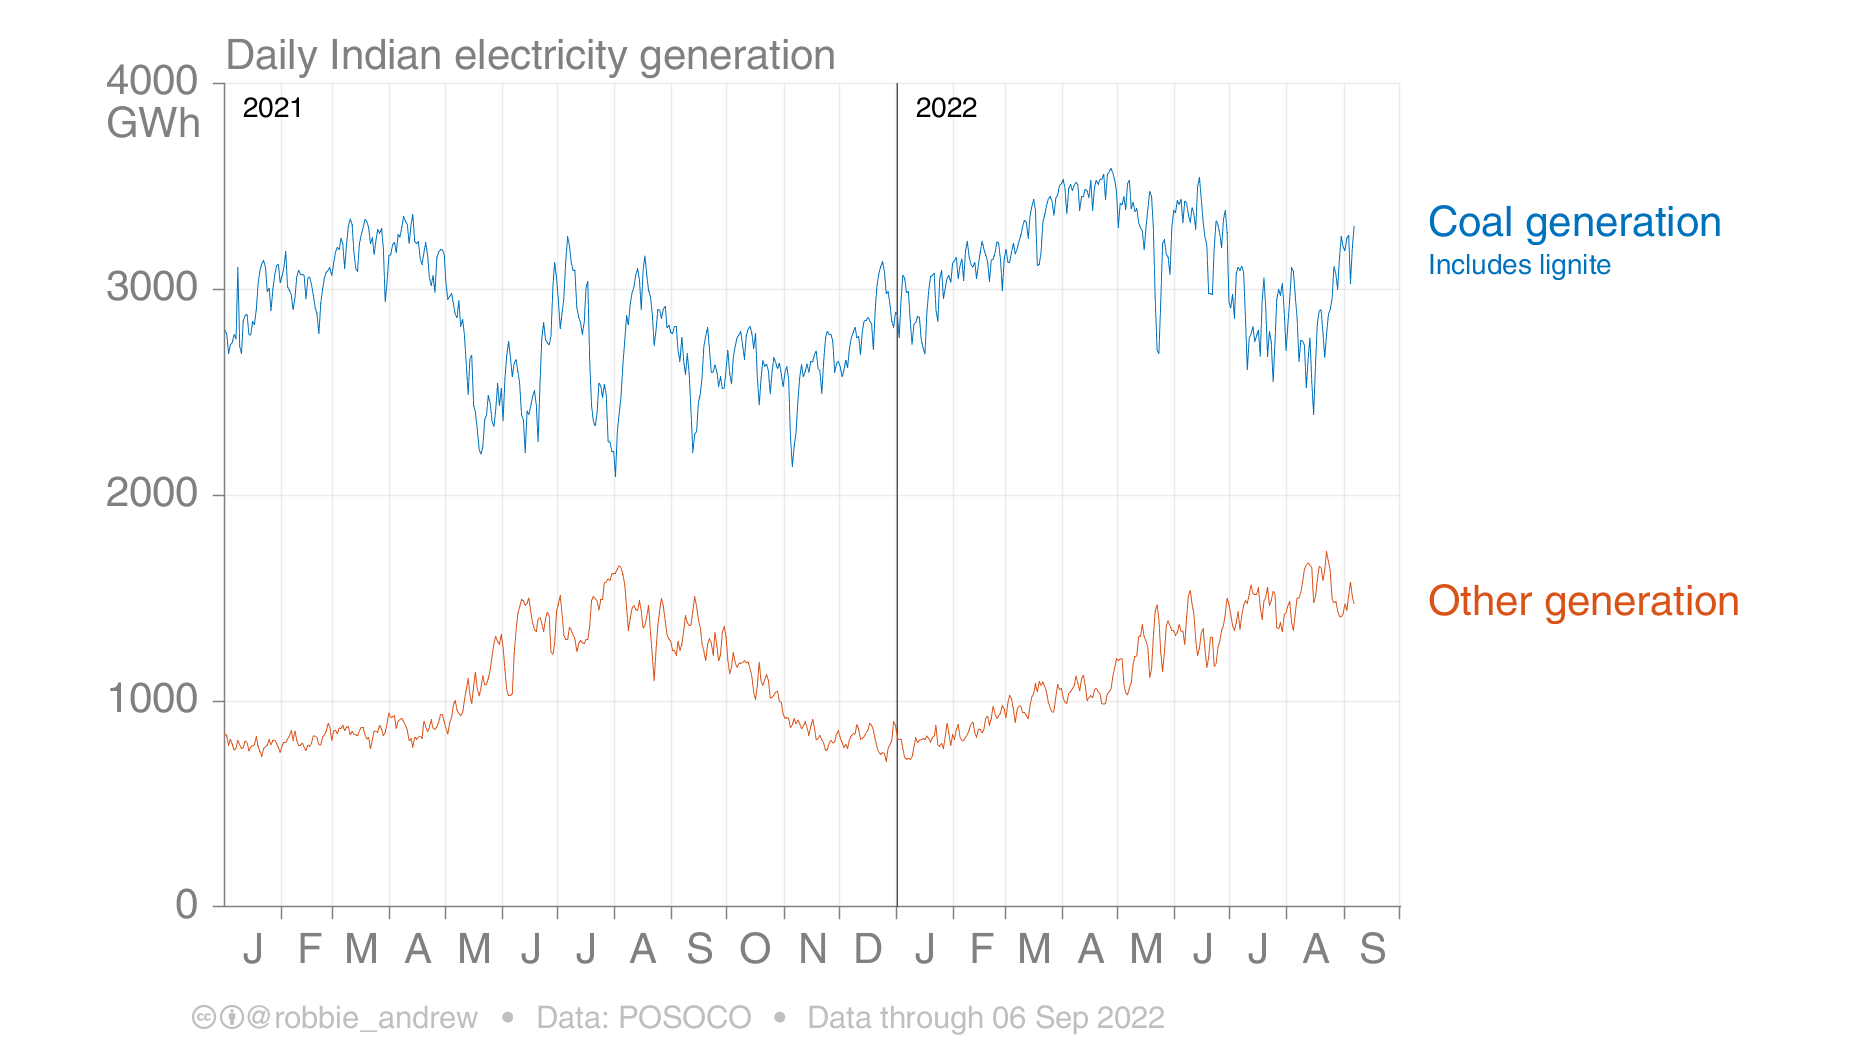 Daily Indian electricity generation
4000
GWh
2021
2022
3000
2000
1000
0
Coal generation
Includes lignite
Other generation
J F M A M J J A S O N D J F M A M J J A S
@robbie_andrew • Data: POSOCO • Data through 06 Sep 2022